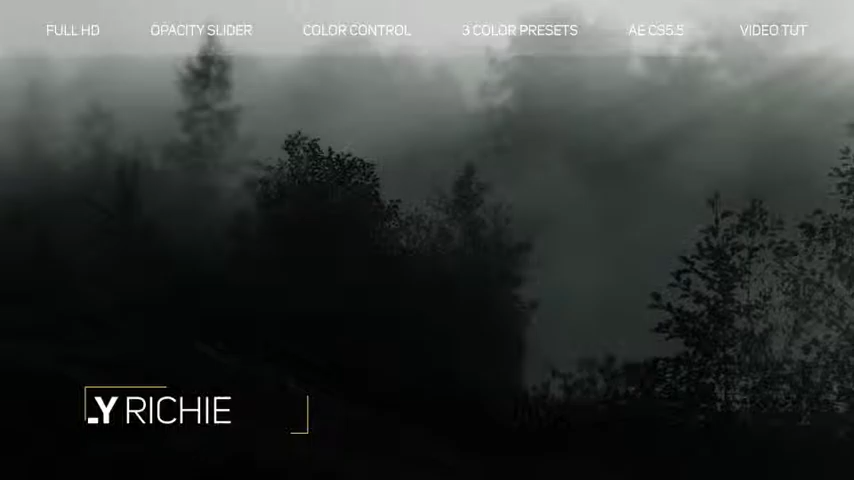 FULL HD
OPACITY SLIDER
COLOR CONTROL
3 COLOR PRESETS
AE CS5.5
VIDEO TUT
Y RICHIE